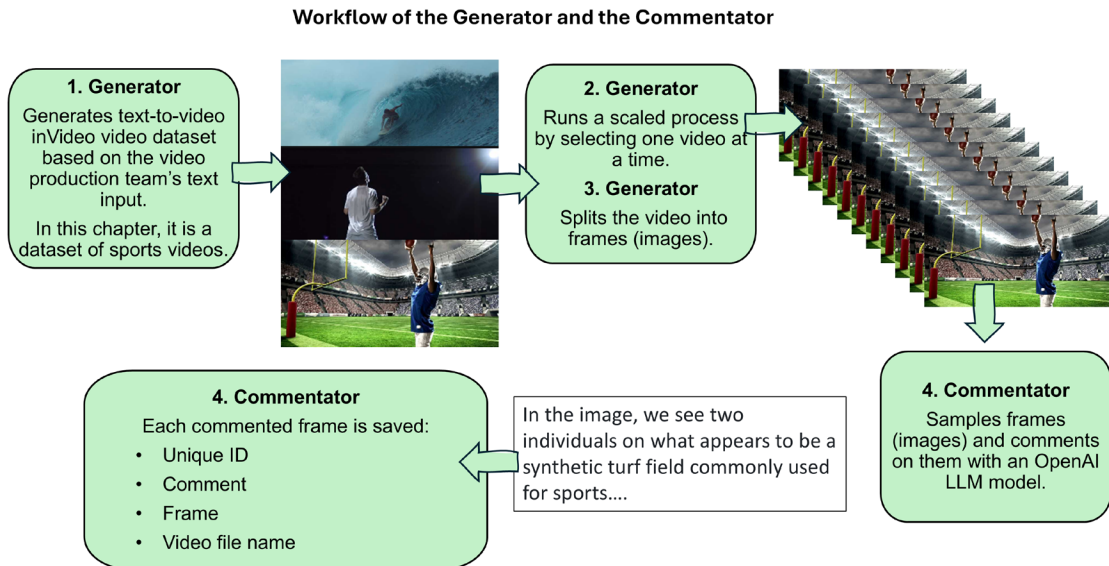 Workflow of the Generator and the Commentator
1. Generator
Generates text-to-video
inVideo video dataset
based on the video
production team’s text
input.
In this chapter, it is a
dataset of sports videos.
2. Generator
Runs a scaled process
by selecting one video at
a time.
3. Generator
Splits the video into
frames (images).
4. Commentator
Samples frames
(images) and comments
on them with an OpenAI
LLM model.
In the image, we see two
individuals on what appears to be a
synthetic turf field commonly used
for sports....
4. Commentator
Each commented frame is saved:
• Unique ID
• Comment
• Frame
• Video file name